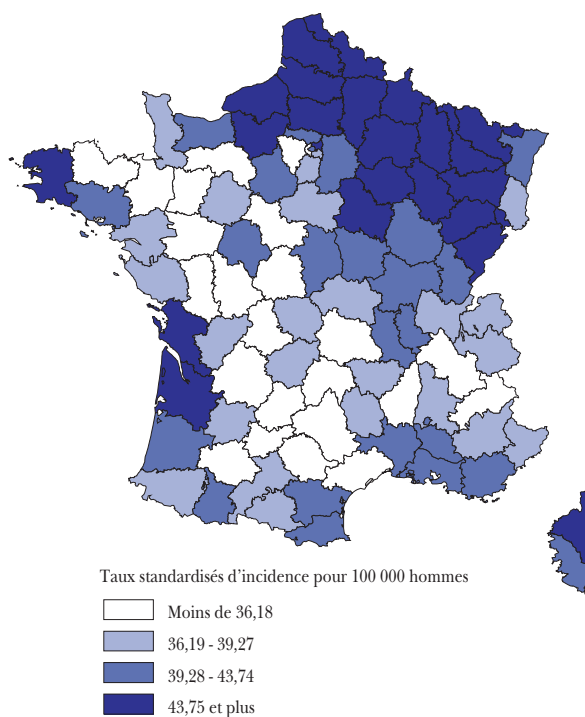 Taux standardisés d'incidence pour 100 000 hommes
Moins de 36,18
36,19 - 39,27
39,28 - 43,74
43,75 et plus